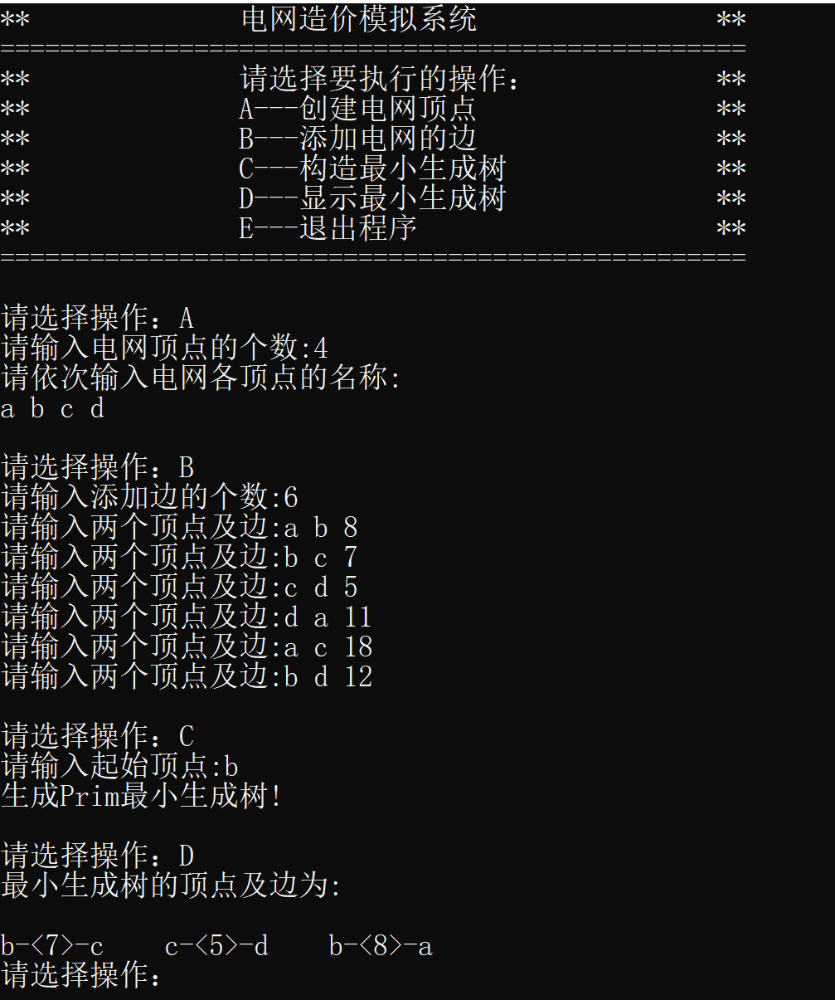 ** 电网造价模拟系统 **
==================================================
** 请选择要执行的操作: **
** A---创建电网顶点 **
** B---添加电网的边 **
** C---构造最小生成树 **
** D---显示最小生成树 **
** E---退出程序 **
==================================================
请选择操作：A
请输入电网顶点的个数:4
请依次输入电网各顶点的名称:
a b c d
请选择操作：B
请输入添加边的个数:6
请输入两个顶点及边:a b 8
请输入两个顶点及边:b c 7
请输入两个顶点及边:c d 5
请输入两个顶点及边:d a 11
请输入两个顶点及边:a c 18
请输入两个顶点及边:b d 12
请选择操作：C
请输入起始顶点:b
生成Prim最小生成树!
请选择操作：D
最小生成树的顶点及边为:
b-<7>-c c-<5>-d b-<8>-a
请选择操作：